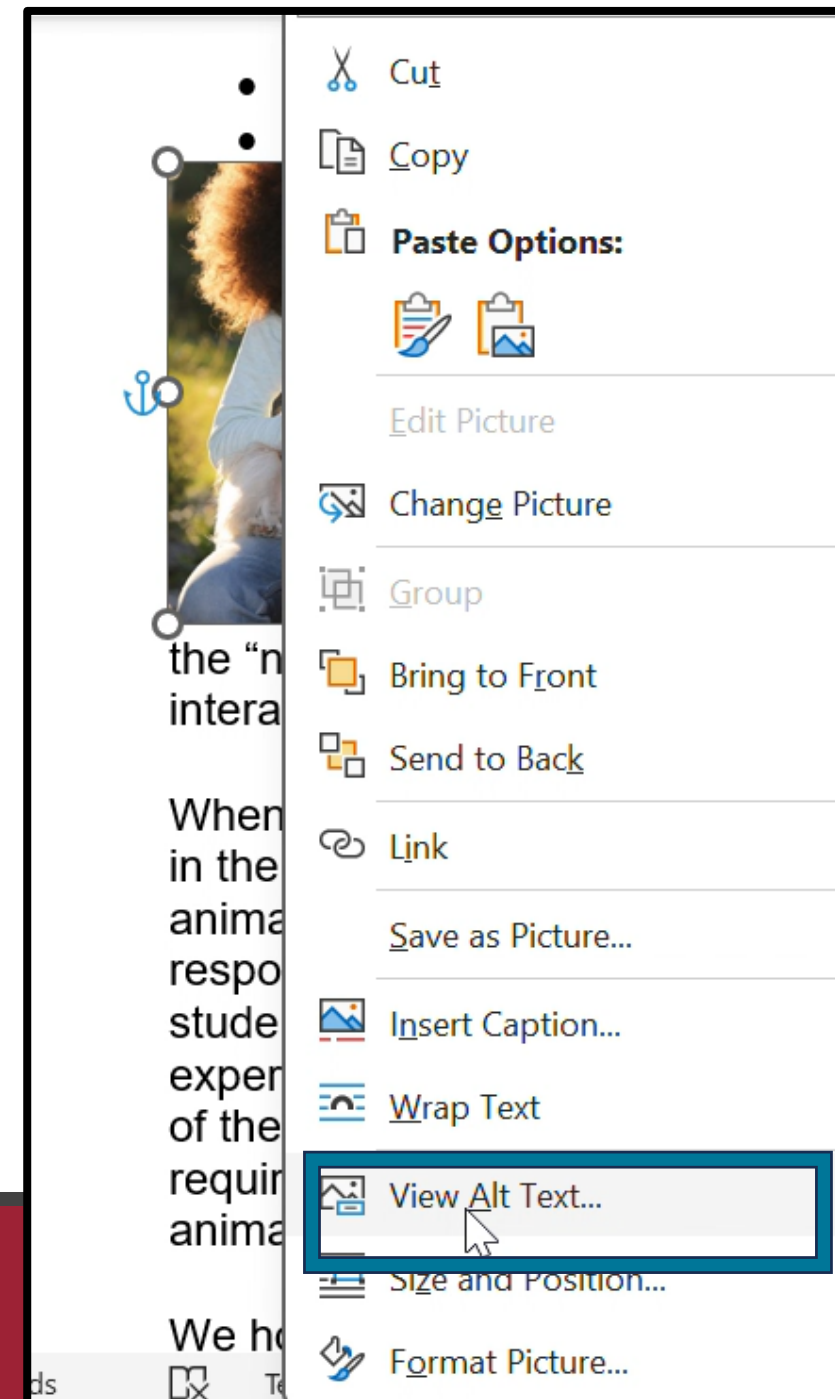 •
•
Cut
Copy
Paste Options:
Edit Picture
Change Picture
Group
Bring to Front
Send to Back
Link
Save as Picture...
Insert Caption...
Wrap Text
View Alt Text...
Size and Position...
Format Picture...
the “n
intera
When
in the
anima
respo
stude
exper
of the
requir
anima
We ho
ds
Te